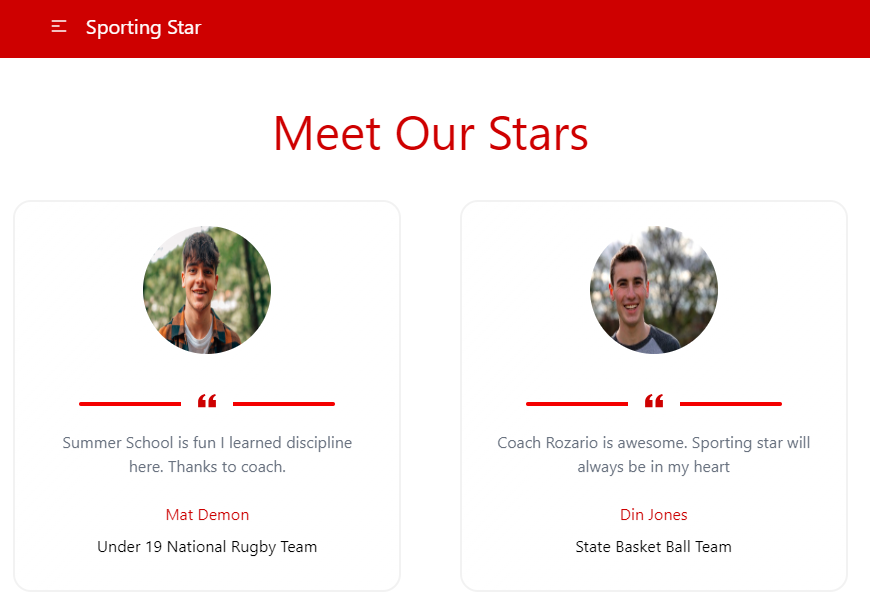 Sporting Star
Meet Our Stars
“
Summer School is fun I learned discipline
here. Thanks to coach.
Mat Demon
Under 19 National Rugby Team
“
Coach Rozario is awesome. Sporting star will
always be in my heart
Din Jones
State Basket Ball Team